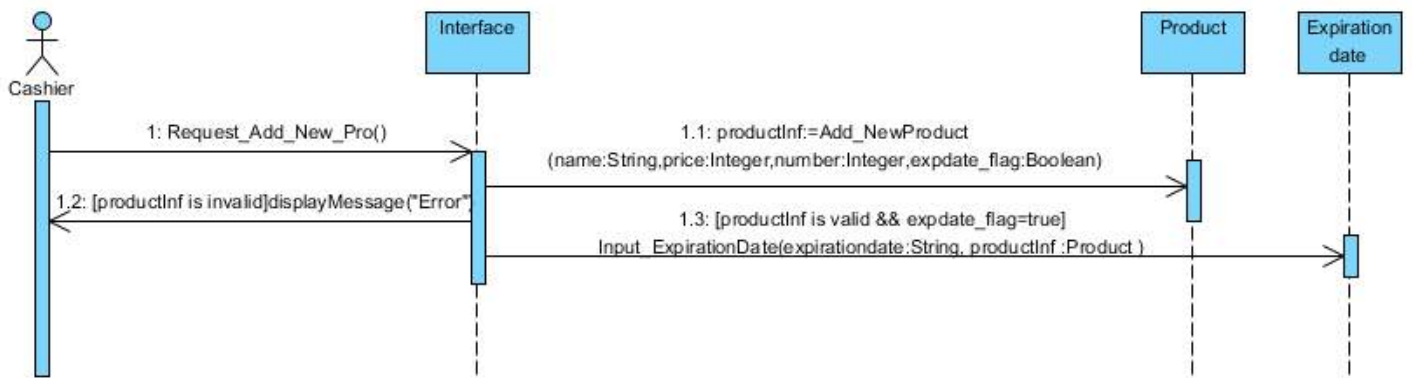 Interface
Product
Expiration
date
Cashier
1: Request_Add_New_Pro()
1.1: productInf:=Add_NewProduct
(name:String,price:Integer,number:Integer,expdate_flag:Boolean)
1.2: [productInf is invalid]displayMessage("Error")
1.3: [productInf is valid && expdate_flag=true]
Input_ExpirationDate(expirationdate:String, productInf :Product )